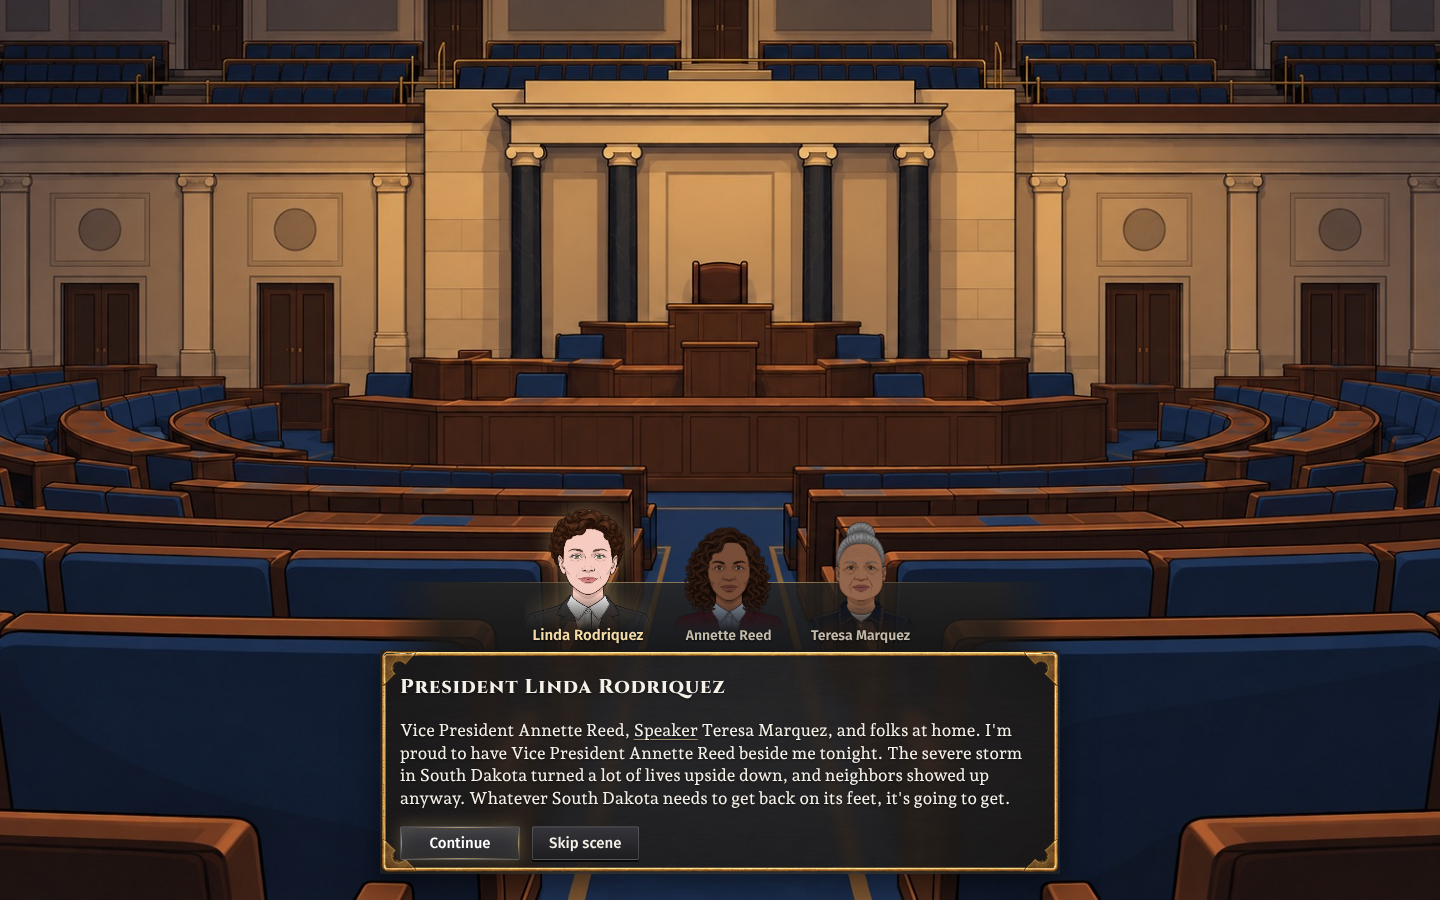 Linda Rodriquez
Annette Reed
Teresa Marquez
President Linda Rodriquez
Vice President Annette Reed, Speaker Teresa Marquez, and folks at home. I'm
proud to have Vice President Annette Reed beside me tonight. The severe storm
in South Dakota turned a lot of lives upside down, and neighbors showed up
anyway. Whatever South Dakota needs to get back on its feet, it's going to get.
Continue
Skip scene